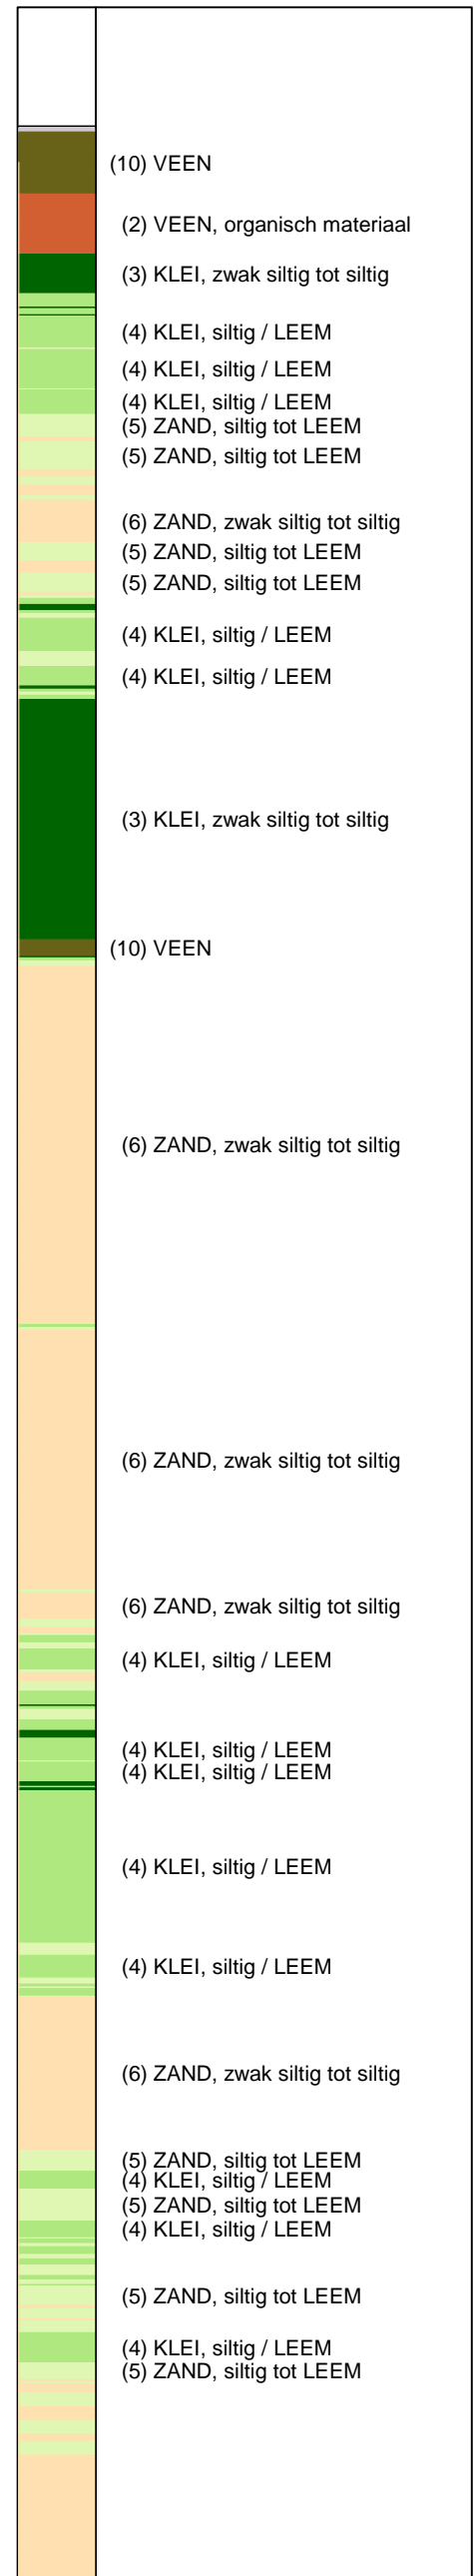 (10) VEEN
(2) VEEN, organisch materiaal
(3) KLEI, zwak siltig tot siltig
(4) KLEI, siltig / LEEM
(4) KLEI, siltig / LEEM
(4) KLEI, siltig / LEEM
(5) ZAND, siltig tot LEEM
(5) ZAND, siltig tot LEEM
(6) ZAND, zwak siltig tot siltig
(5) ZAND, siltig tot LEEM
(5) ZAND, siltig tot LEEM
(4) KLEI, siltig / LEEM
(4) KLEI, siltig / LEEM
(3) KLEI, zwak siltig tot siltig
(10) VEEN
(6) ZAND, zwak siltig tot siltig
(6) ZAND, zwak siltig tot siltig
(6) ZAND, zwak siltig tot siltig
(4) KLEI, siltig / LEEM
(4) KLEI, siltig / LEEM
(4) KLEI, siltig / LEEM
(4) KLEI, siltig / LEEM
(4) KLEI, siltig / LEEM
(6) ZAND, zwak siltig tot siltig
(5) ZAND, siltig tot LEEM
(4) KLEI, siltig / LEEM
(5) ZAND, siltig tot LEEM
(4) KLEI, siltig / LEEM
(5) ZAND, siltig tot LEEM
(4) KLEI, siltig / LEEM
(5) ZAND, siltig tot LEEM